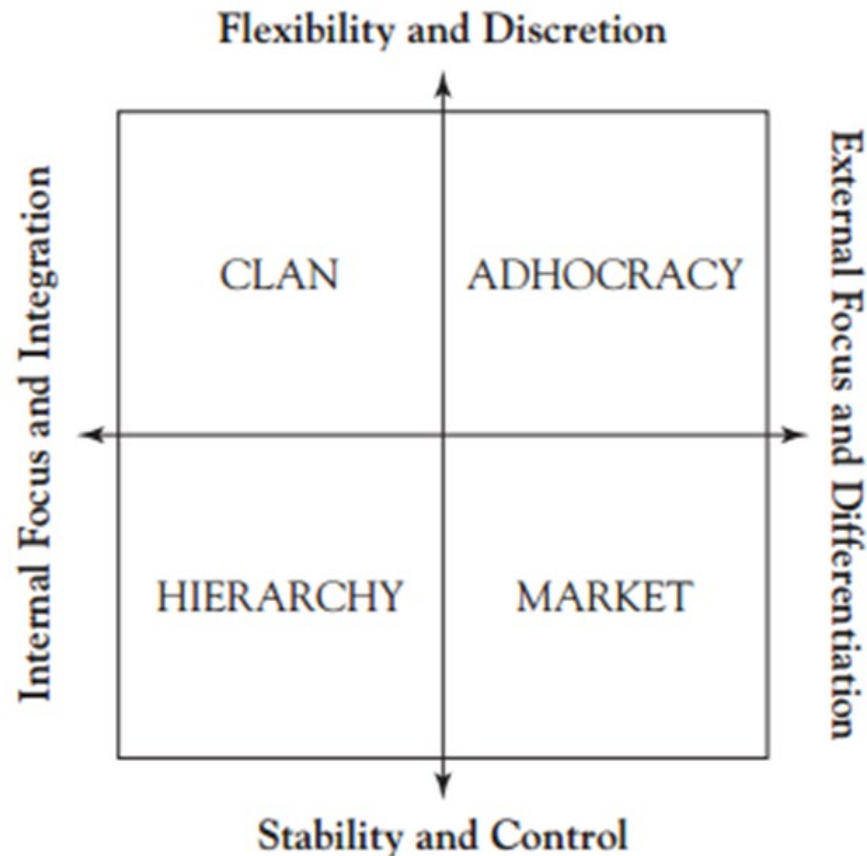 Flexibility and Discretion
Internal Focus and Integration
External Focus and Differentiation
CLAN
ADHOCRACY
HIERARCHY
MARKET
Stability and Control